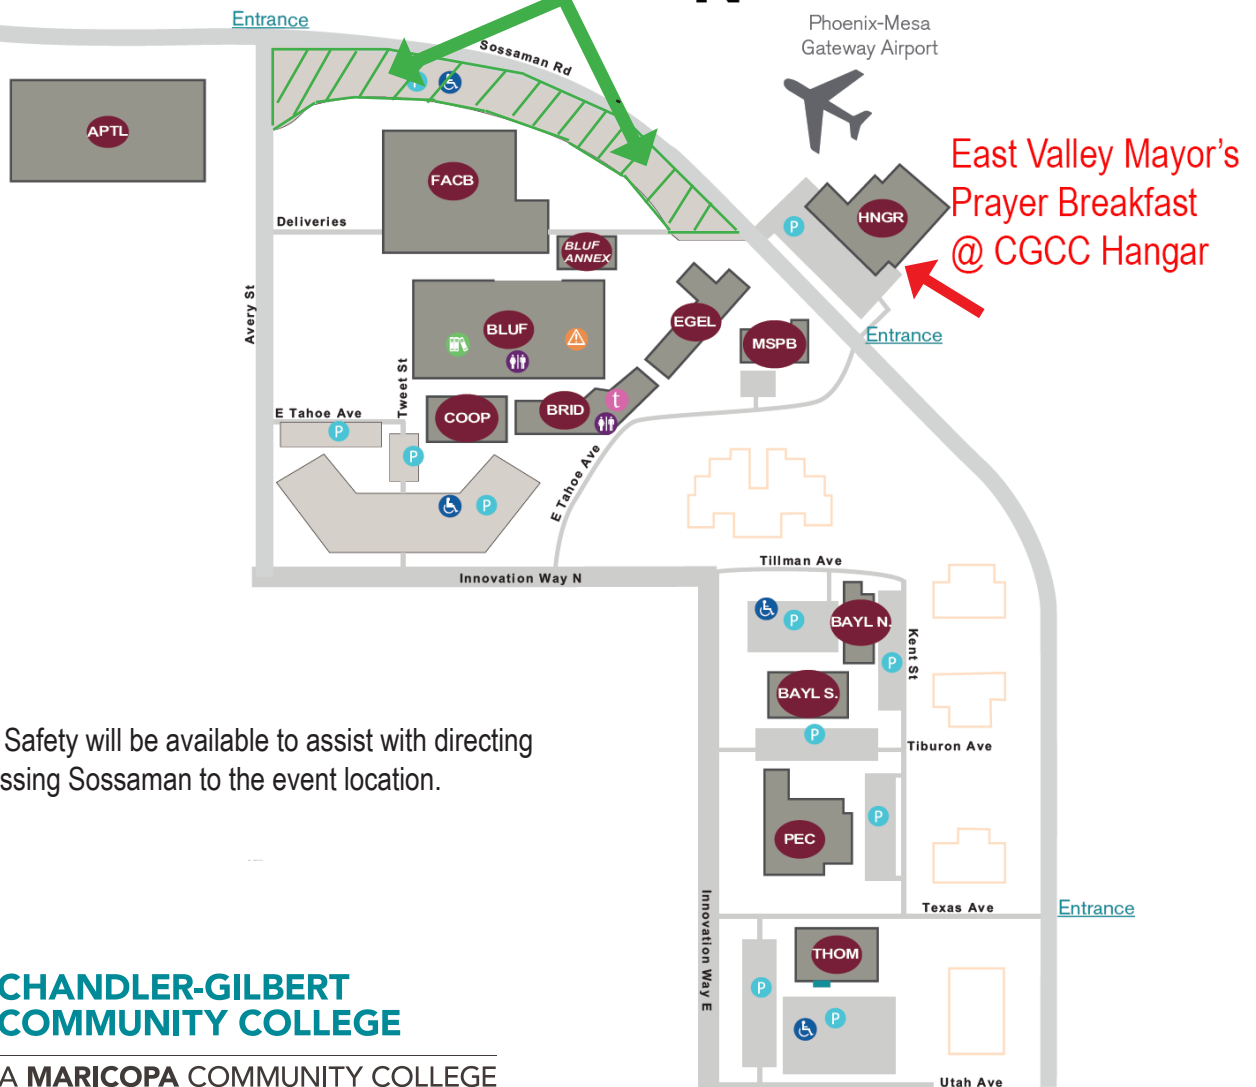 Entrance
Phoenix-Mesa
Gateway Airport
Sossaman Rd
APTL
East Valley Mayor's
Prayer Breakfast
@ CGCC Hangar
FACB
HNGR
P
Deliveries
BLUF
ANNEX
Avery St
BLUF
EGEL
MSPB
Entrance
Tweet St
E Tahoe Ave
COOP
BRID
t
P
P
E Tahoe Ave
P
Innovation Way N
Tillman Ave
P
BAYL N.
Kent St
P
BAYL S.
P
Tiburon Ave
Safety will be available to assist with directing
ssing Sossaman to the event location.
P
PEC
Innovation Way E
Texas Ave
Entrance
THOM
P
P
CHANDLER-GILBERT
COMMUNITY COLLEGE
A MARICOPA COMMUNITY COLLEGE
Utah Ave